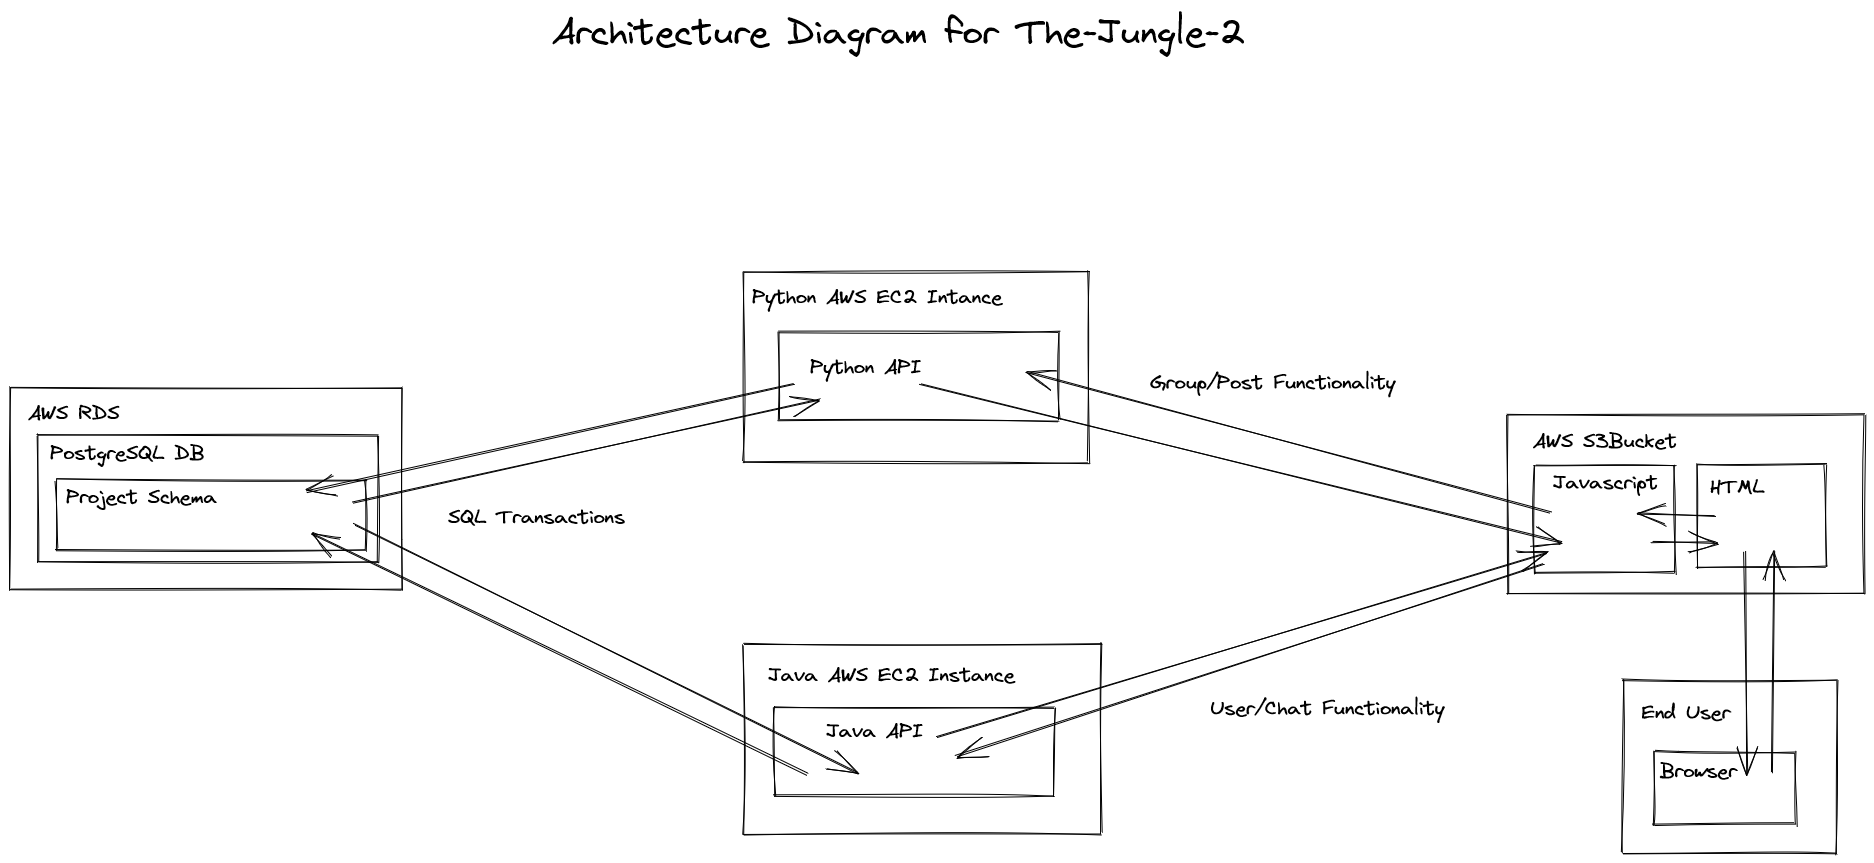 Architecture Diagram for The-Jungle-2
Python AWS EC2 Intance
Python API
Group/Post Functionality
AWS RDS
PostgreSQL DB
Project Schema
SQL Transactions
AWS S3Bucket
Javascript
HTML
Java AWS EC2 Instance
Java API
User/Chat Functionality
End User
Browser